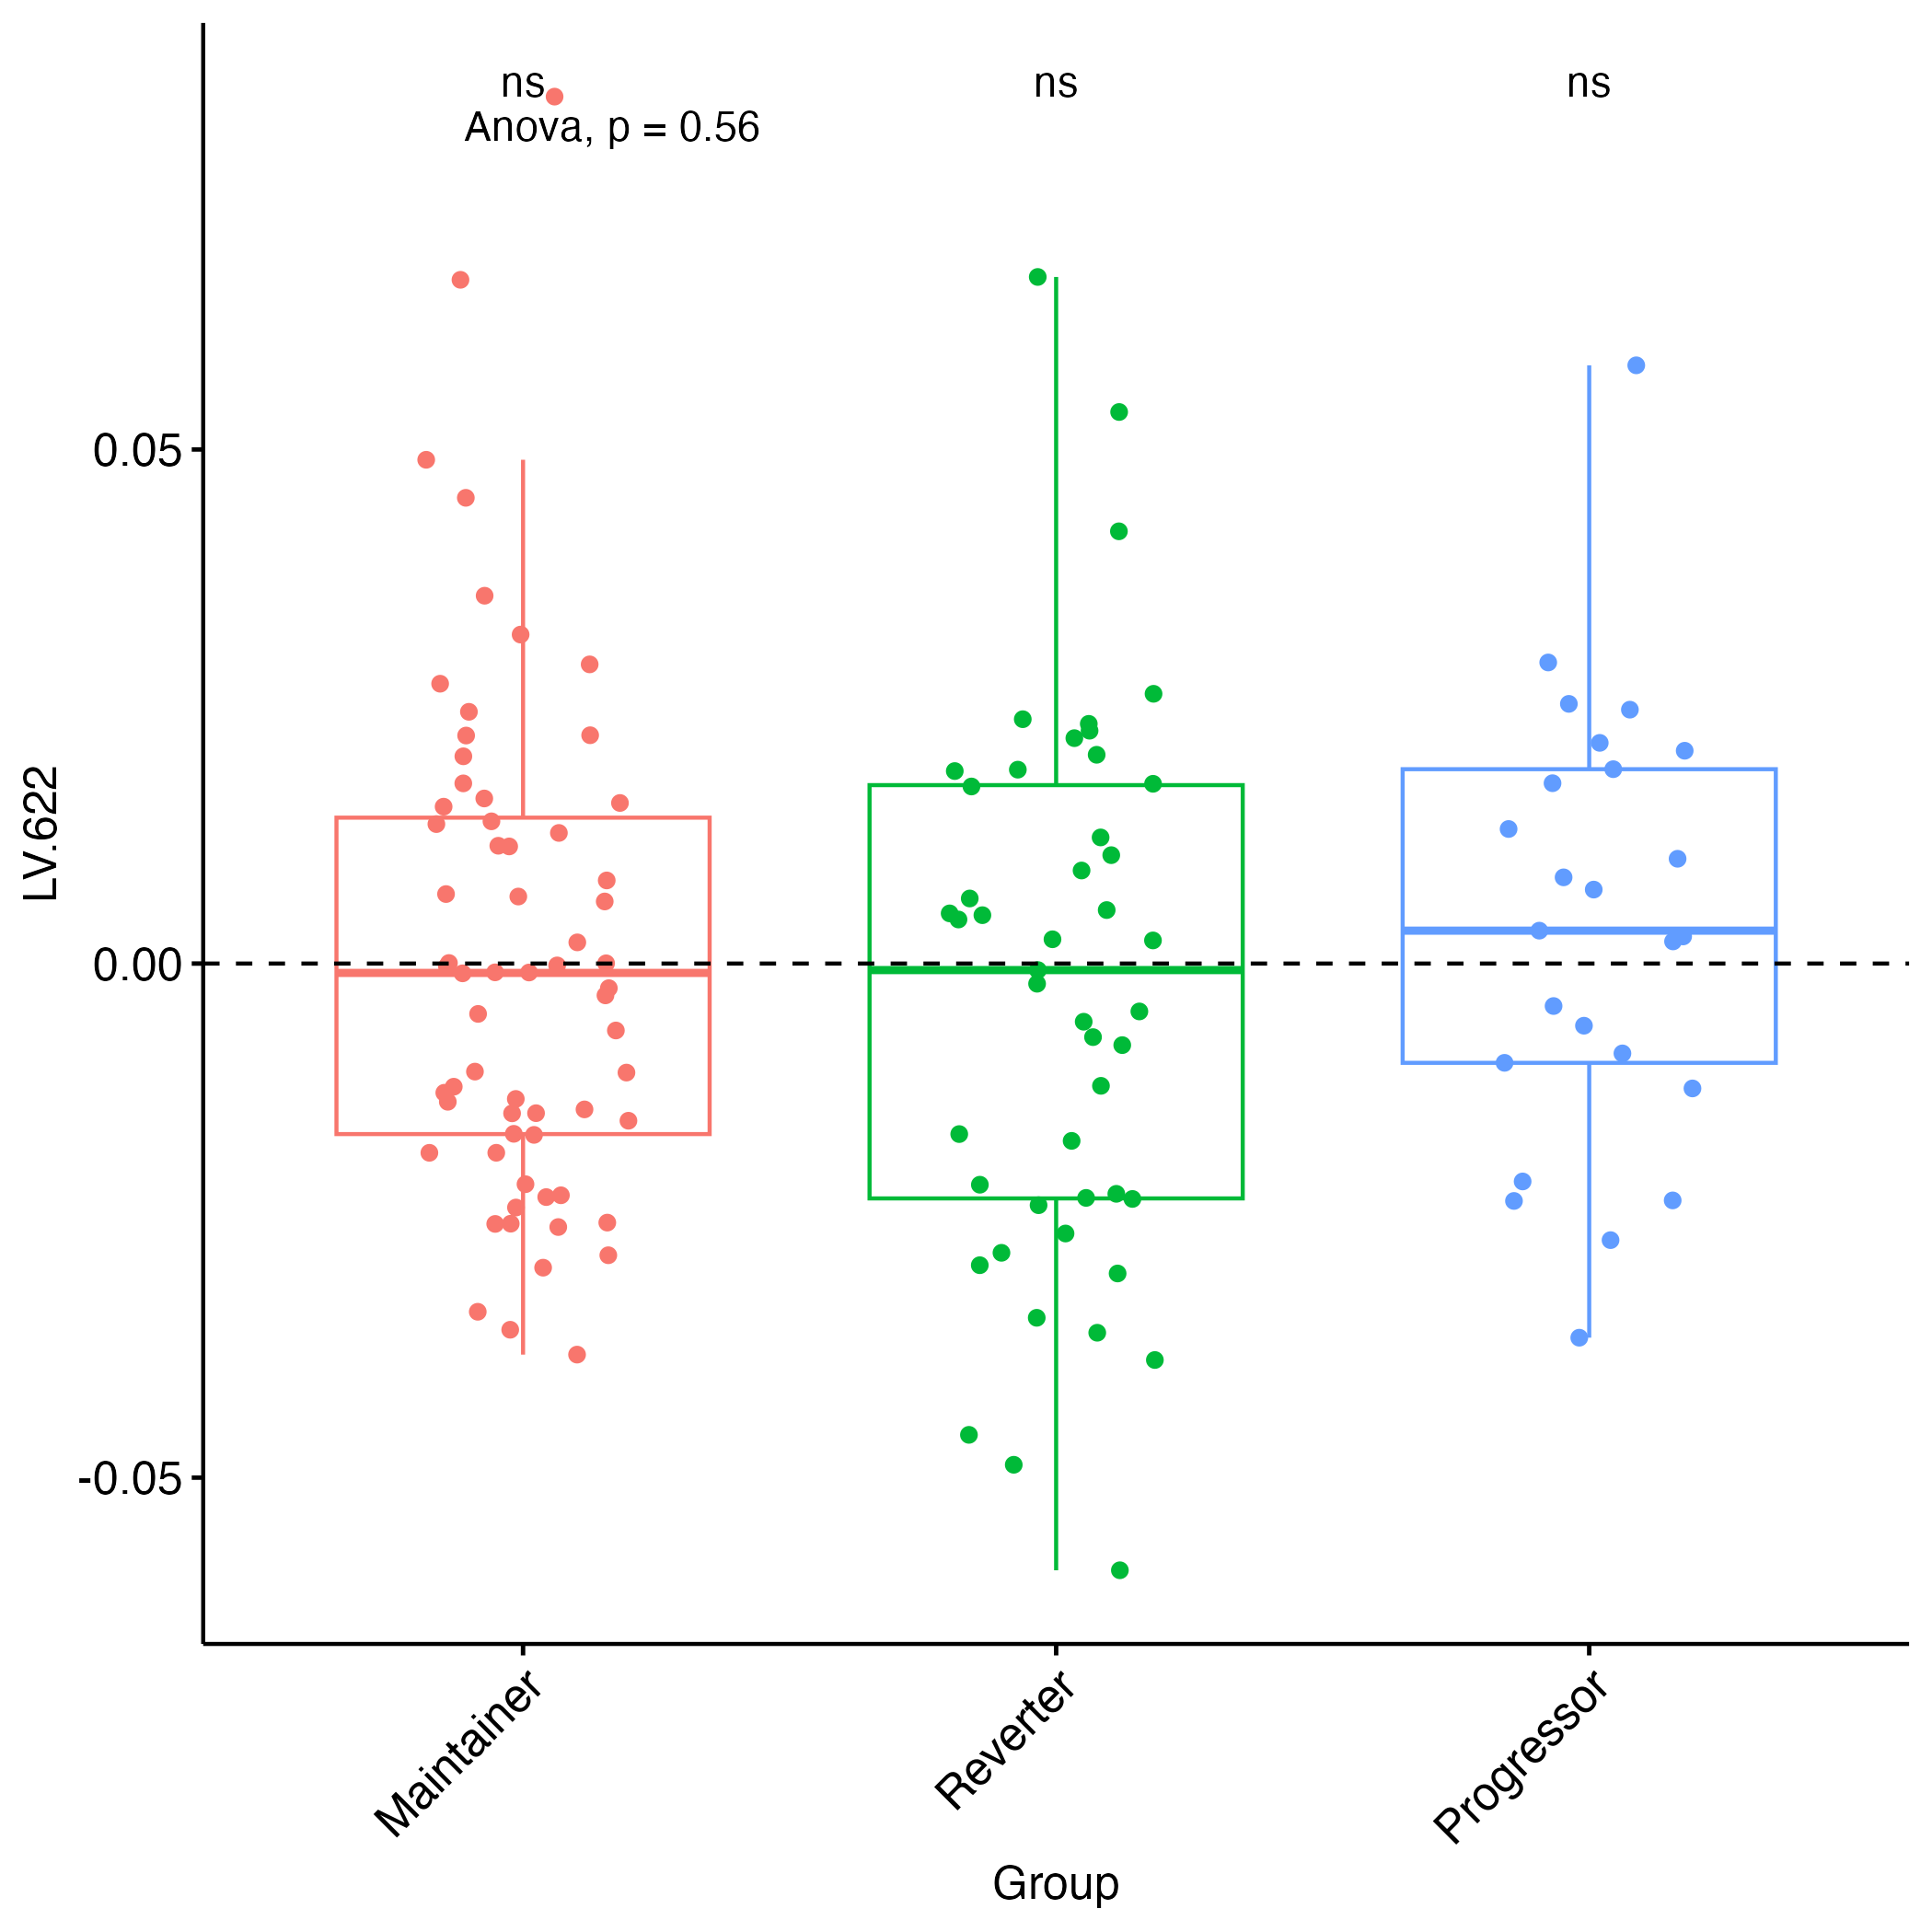 ns ns ns
Anova, p = 0.56
0.05
0.00
-0.05
LV.622
Maintainer
Reverter
Progressor
Group